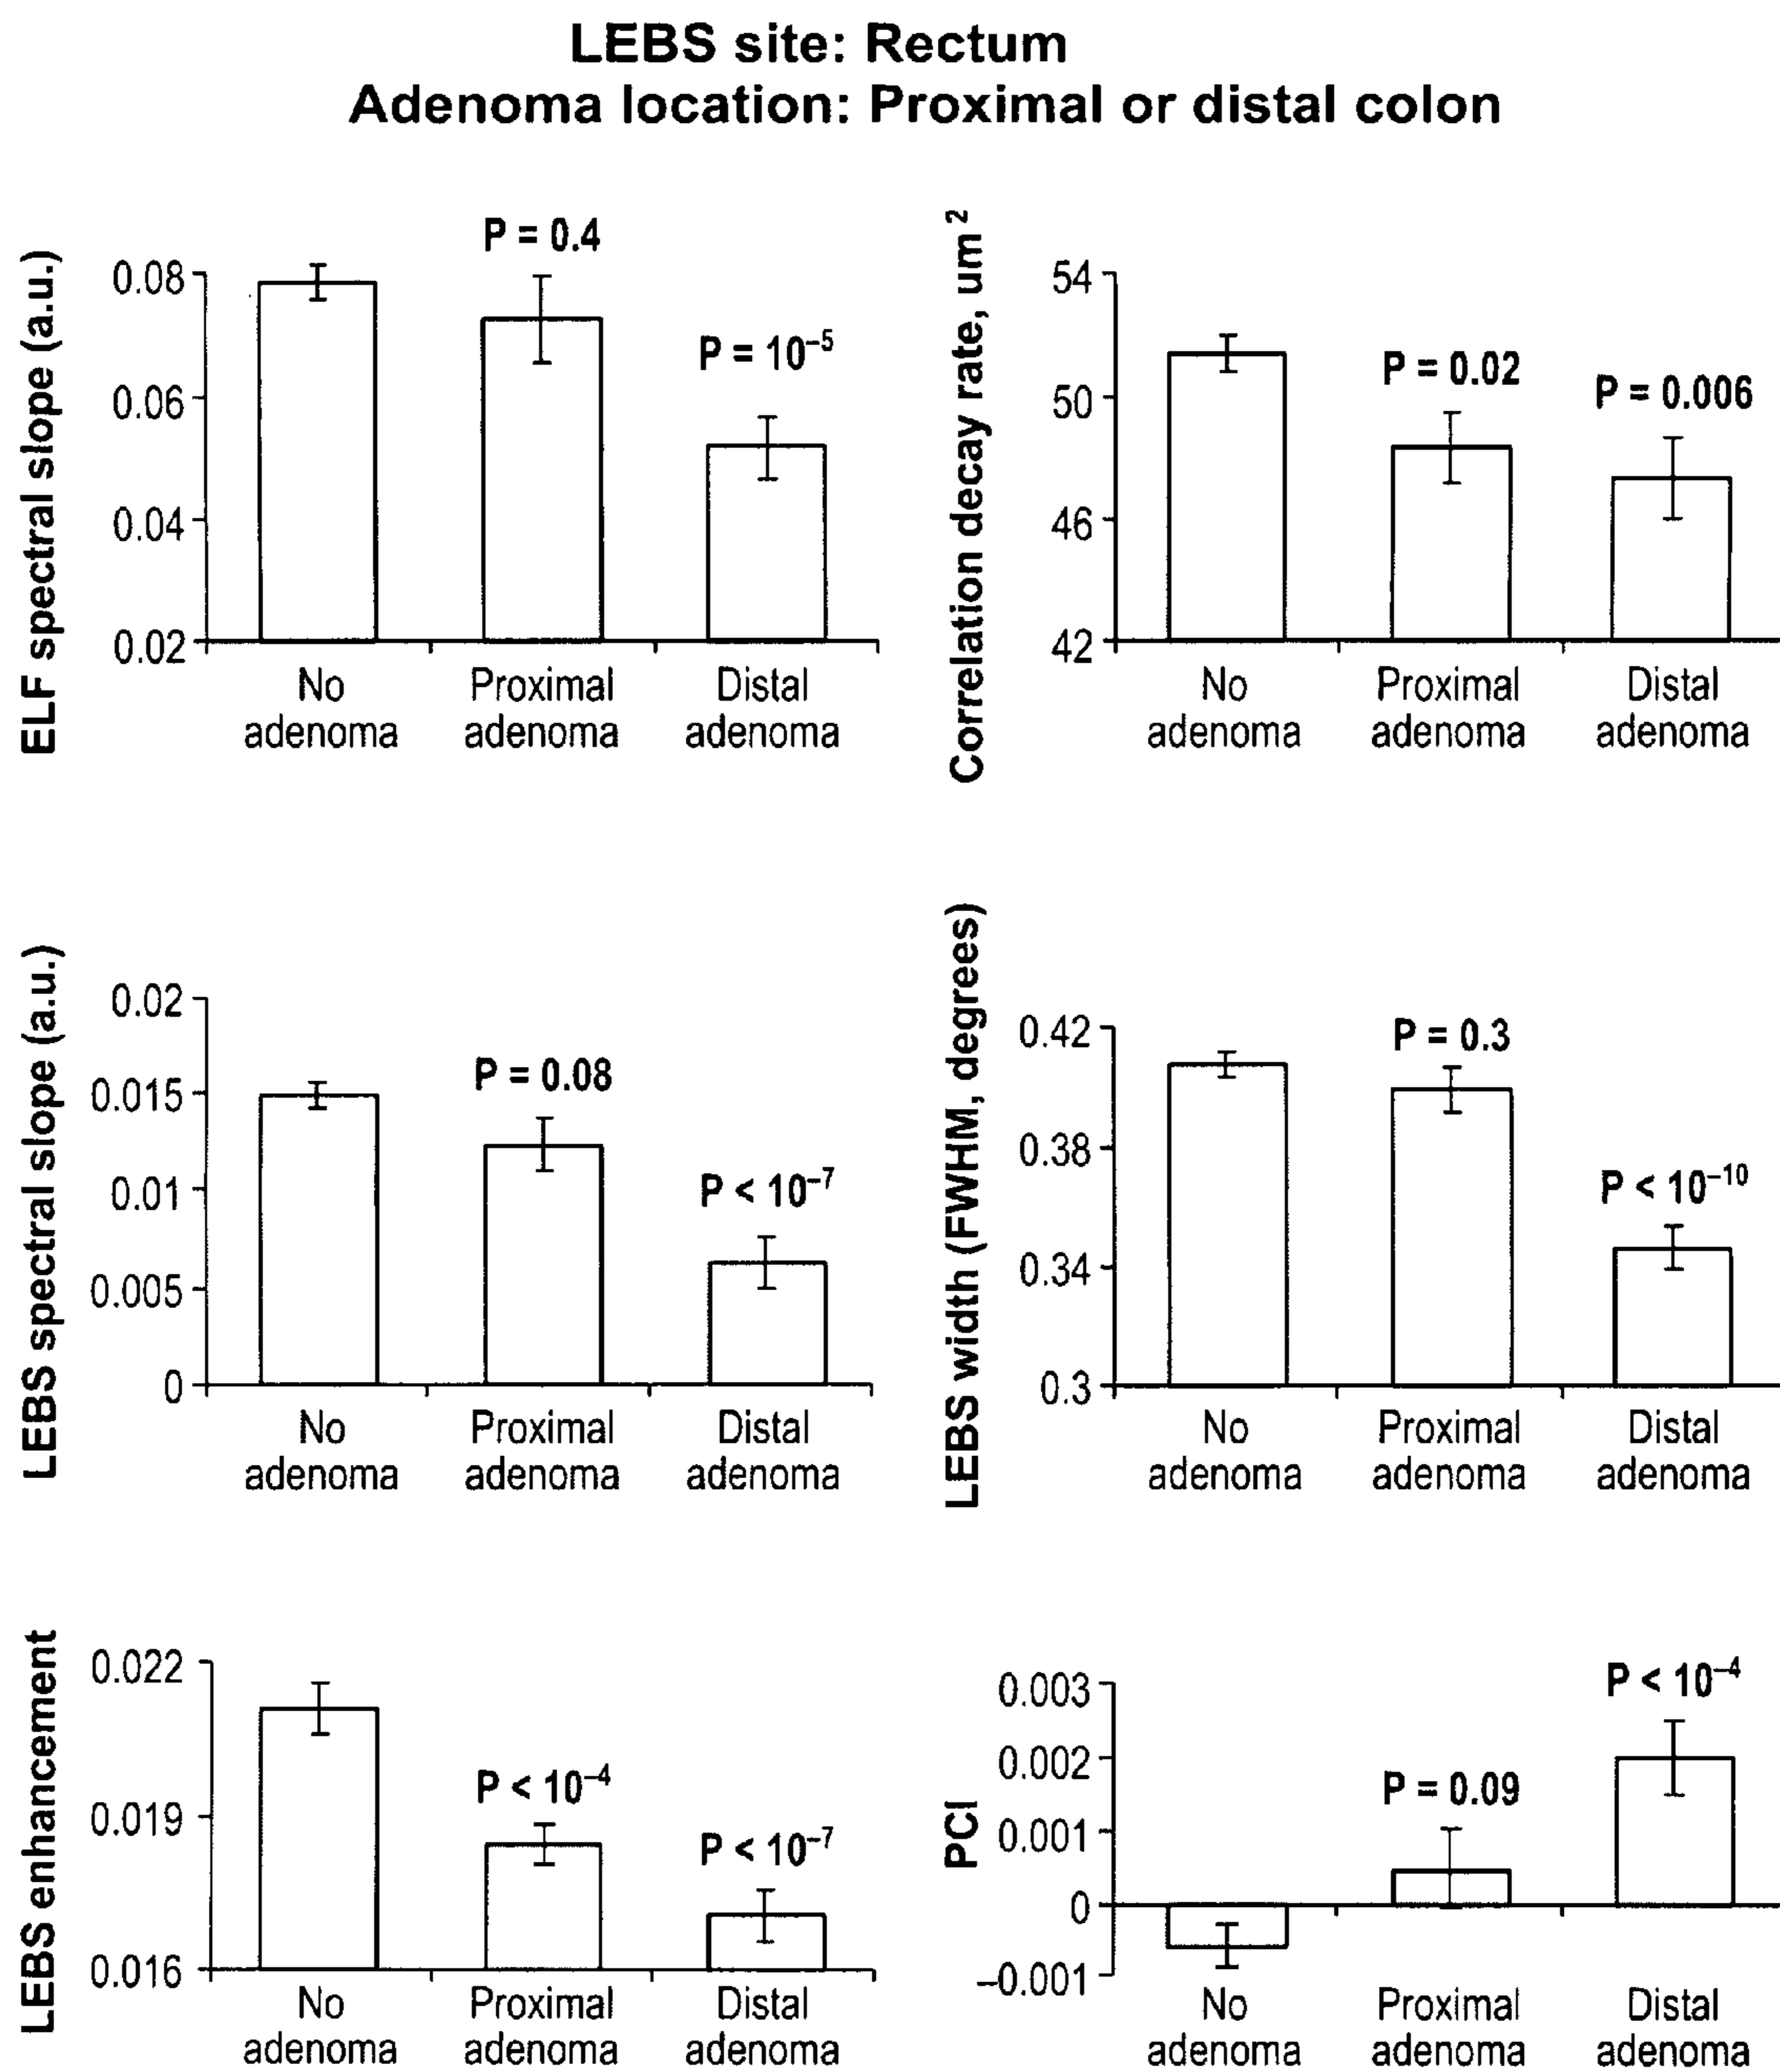 LEBS site: Rectum
Adenoma location: Proximal or distal colon
ELF spectral slope (a.u.)
0.08
0.06
0.04
0.02
P = 0.4
P = 10⁻⁵
No adenoma
Proximal adenoma
Distal adenoma
Correlation decay rate, um²
54
50
46
42
P = 0.02
P = 0.006
No adenoma
Proximal adenoma
Distal adenoma
LEBS spectral slope (a.u.)
0.02
0.015
0.01
0.005
0
P = 0.08
P < 10⁻⁷
No adenoma
Proximal adenoma
Distal adenoma
LEBS width (FWHM, degrees)
0.42
0.38
0.34
0.3
P = 0.3
P < 10⁻¹⁰
No adenoma
Proximal adenoma
Distal adenoma
LEBS enhancement
0.022
0.019
0.016
P < 10⁻⁴
P < 10⁻⁷
No adenoma
Proximal adenoma
Distal adenoma
PCI
0.003
0.002
0.001
0
–0.001
P = 0.09
P < 10⁻⁴
No adenoma
Proximal adenoma
Distal adenoma